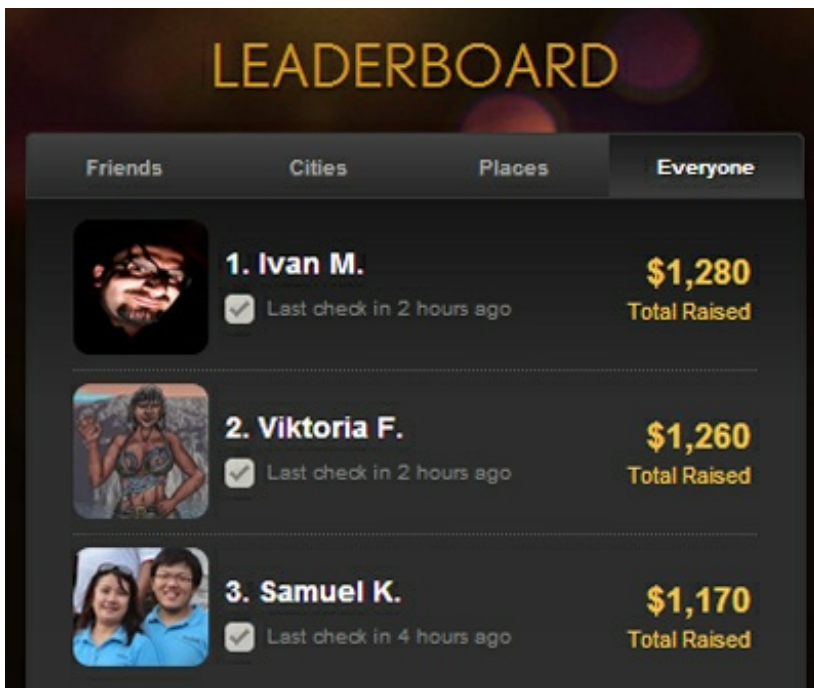 LEADERBOARD
Friends Cities Places Everyone
1. Ivan M.
$1,280
Last check in 2 hours ago
Total Raised
2. Viktoria F.
$1,260
Last check in 2 hours ago
Total Raised
3. Samuel K.
$1,170
Last check in 4 hours ago
Total Raised